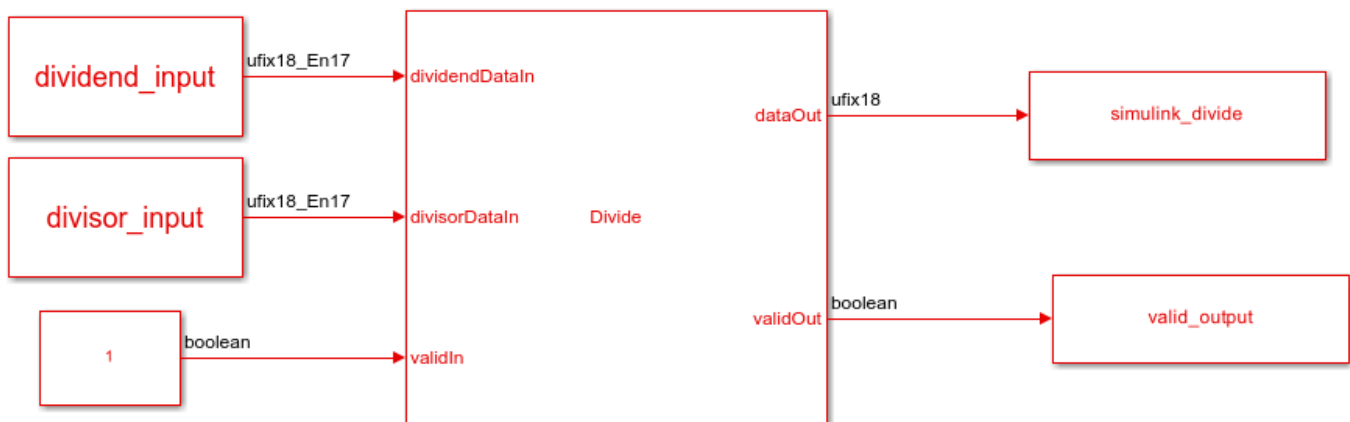 dividend_input
ufix18_En17
dividendDataIn
dataOut
ufix18
simulink_divide
divisor_input
ufix18_En17
divisorDataIn
Divide
1
boolean
validIn
validOut
boolean
valid_output